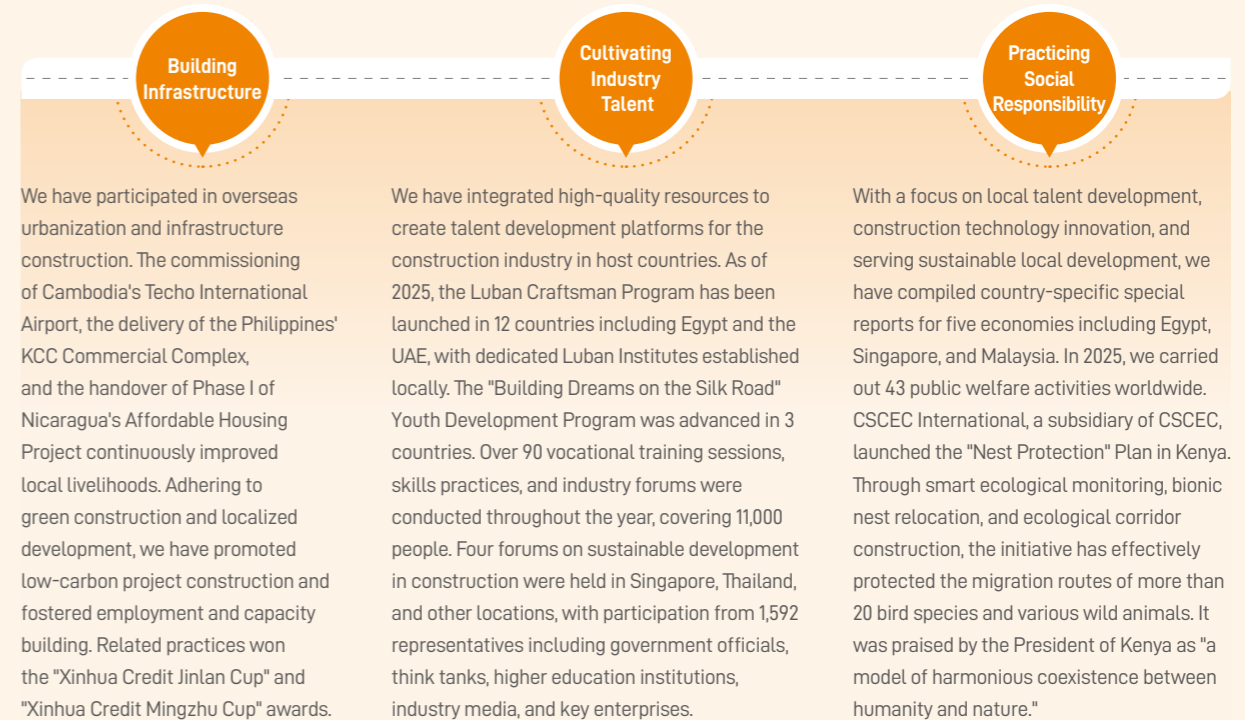 Building
Infrastructure
We have participated in overseas
urbanization and infrastructure
construction. The commissioning
of Cambodia's Techo International
Airport, the delivery of the Philippines'
KCC Commercial Complex,
and the handover of Phase I of
Nicaragua's Affordable Housing
Project continuously improved
local livelihoods. Adhering to
green construction and localized
development, we have promoted
low-carbon project construction and
fostered employment and capacity
building. Related practices won
the "Xinhua Credit Jinlan Cup" and
"Xinhua Credit Mingzhu Cup" awards.
Cultivating
Industry
Talent
We have integrated high-quality resources to
create talent development platforms for the
construction industry in host countries. As of
2025, the Luban Craftsman Program has been
launched in 12 countries including Egypt and the
UAE, with dedicated Luban Institutes established
locally. The "Building Dreams on the Silk Road"
Youth Development Program was advanced in 3
countries. Over 90 vocational training sessions,
skills practices, and industry forums were
conducted throughout the year, covering 11,000
people. Four forums on sustainable development
in construction were held in Singapore, Thailand,
and other locations, with participation from 1,592
representatives including government officials,
think tanks, higher education institutions,
industry media, and key enterprises.
Practicing
Social
Responsibility
With a focus on local talent development,
construction technology innovation, and
serving sustainable local development, we
have compiled country-specific special
reports for five economies including Egypt,
Singapore, and Malaysia. In 2025, we carried
out 43 public welfare activities worldwide.
CSCEC International, a subsidiary of CSCEC,
launched the "Nest Protection" Plan in Kenya.
Through smart ecological monitoring, bionic
nest relocation, and ecological corridor
construction, the initiative has effectively
protected the migration routes of more than
20 bird species and various wild animals. It
was praised by the President of Kenya as "a
model of harmonious coexistence between
humanity and nature."